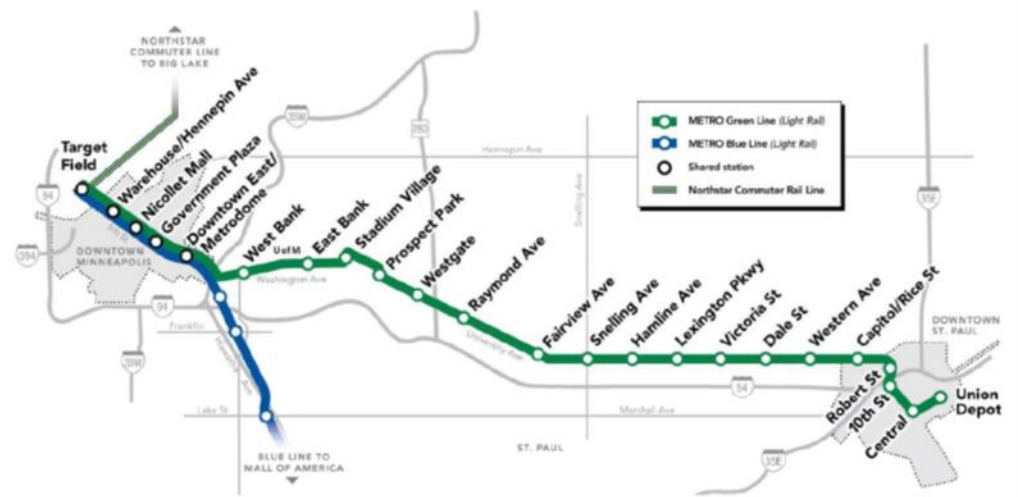 NORTHSTAR
COMMUTER LINE
TO BIG LAKE
Target
Field
Warehouse/Hennepin Ave
Nicollet Mall
Government Plaza
Downtown East/
Metrodome
West Bank
U of M
East Bank
Stadium Village
Prospect Park
Westgate
Raymond Ave
Fairview Ave
Snelling Ave
Hamline Ave
Lexington Pkwy
Victoria St
Dale St
Western Ave
Capitol/Rice St
Robert St
10th St
Central
Union
Depot
METRO Green Line (Light Rail)
METRO Blue Line (Light Rail)
Shared station
Northstar Commuter Rail Line
DOWNTOWN
MINNEAPOLIS
DOWNTOWN
ST. PAUL
ST. PAUL
BLUE LINE TO
MALL OF AMERICA
Hennepin Ave
Snelling Ave
Washington Ave
University Ave
Franklin
Hiawatha Ave
Lake St
Marshall Ave
5th St
94
394
94
35W
35W
280
94
35E
35E